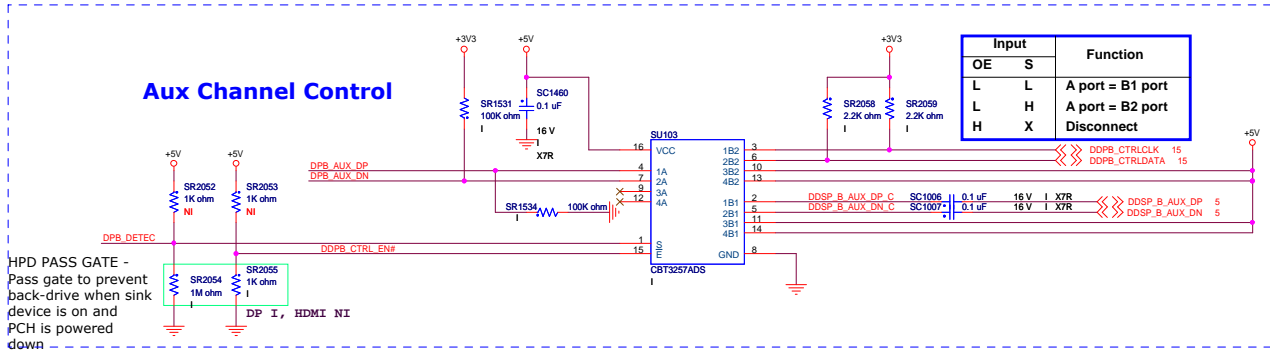 Aux Channel Control
+3V3
+5V
SR1531
100K ohm
I
SC1460
0.1 uF
16 V
I
X7R
+3V3
SR2058
2.2K ohm
I
SR2059
2.2K ohm
I
Input
Function
OE
S
L
L
A port = B1 port
L
H
A port = B2 port
H
X
Disconnect
+5V
SU103
16
VCC
4
1A
7
2A
9
3A
12
4A
1
S
15
E
1B2
3
2B2
6
3B2
10
4B2
13
1B1
2
2B1
5
3B1
11
4B1
14
GND
8
CBT3257ADS
I
DPB_AUX_DP
DPB_AUX_DN
SR1534
I
100K ohm
DDPB_CTRLCLK 15
DDPB_CTRLDATA 15
DDSP_B_AUX_DP_C
SC1006
0.1 uF
16 V
I
X7R
DDSP_B_AUX_DP 5
DDSP_B_AUX_DN_C
SC1007
0.1 uF
16 V
I
X7R
DDSP_B_AUX_DN 5
+5V
SR2052
1K ohm
NI
+5V
SR2053
1K ohm
NI
DPB_DETEC
DDPB_CTRL_EN#
SR2054
1M ohm
I
SR2055
1K ohm
I
DP I, HDMI NI
HPD PASS GATE -
Pass gate to prevent
back-drive when sink
device is on and
PCH is powered
down